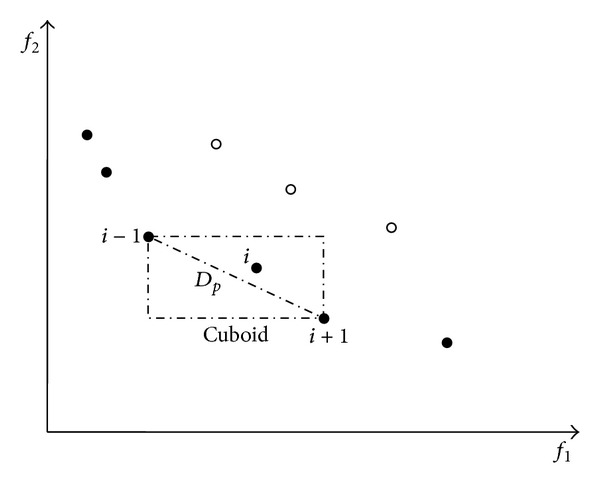 f₂
i − 1
i
Dₚ
Cuboid
i + 1
f₁